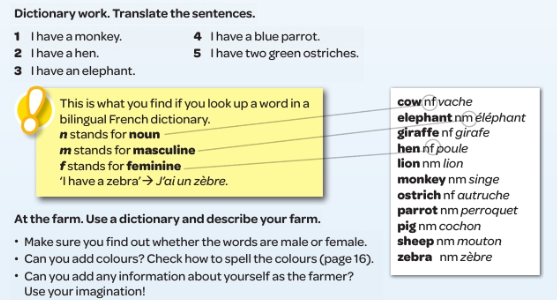 Dictionary work. Translate the sentences.
1 I have a monkey.
2 I have a hen.
3 I have an elephant.
4 I have a blue parrot.
5 I have two green ostriches.
This is what you find if you look up a word in a
bilingual French dictionary.
n stands for noun
m stands for masculine
f stands for feminine
'I have a zebra' → J'ai un zèbre.
cow nf vache
elephant nm éléphant
giraffe nf girafe
hen nf poule
lion nm lion
monkey nm singe
ostrich nf autruche
parrot nm perroquet
pig nm cochon
sheep nm mouton
zebra nm zèbre
At the farm. Use a dictionary and describe your farm.
• Make sure you find out whether the words are male or female.
• Can you add colours? Check how to spell the colours (page 16).
• Can you add any information about yourself as the farmer?
Use your imagination!